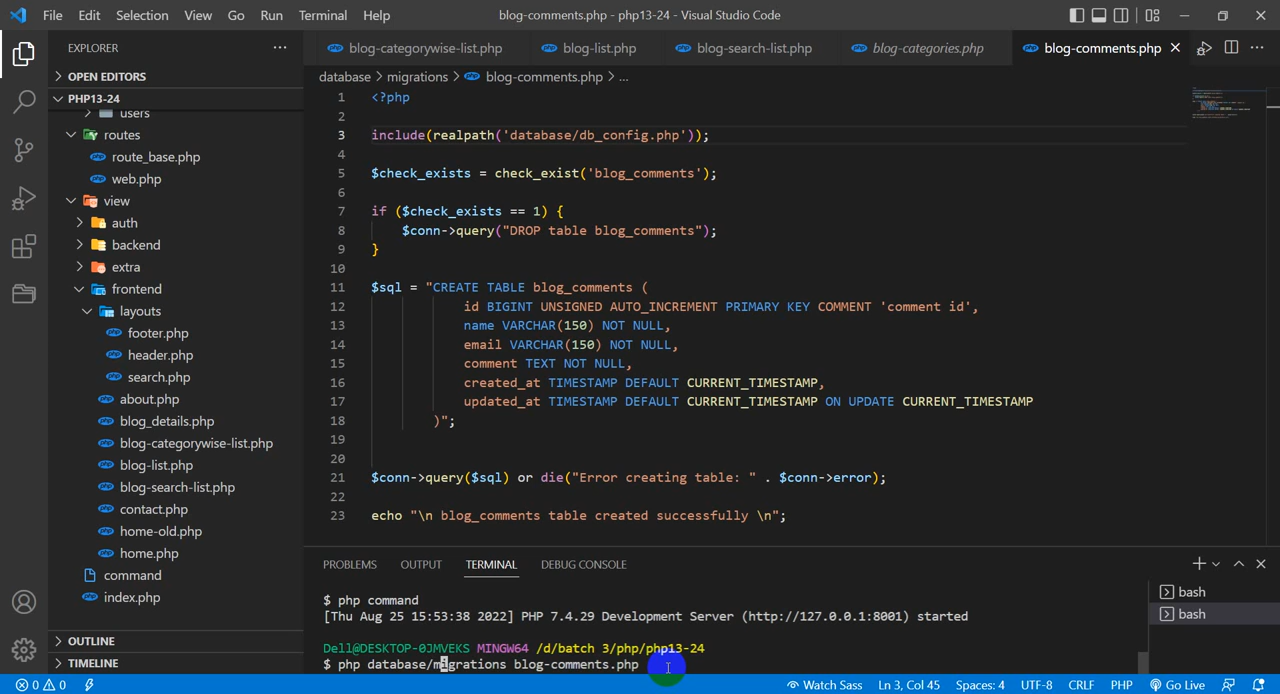 File Edit Selection View Go Run Terminal Help
blog-comments.php - php13-24 - Visual Studio Code
EXPLORER
OPEN EDITORS
PHP13-24
users
routes
route_base.php
web.php
view
auth
backend
extra
frontend
layouts
footer.php
header.php
search.php
about.php
blog_details.php
blog-categorywise-list.php
blog-list.php
blog-search-list.php
contact.php
home-old.php
home.php
command
index.php
OUTLINE
TIMELINE
blog-categorywise-list.php blog-list.php blog-search-list.php blog-categories.php blog-comments.php
database > migrations > blog-comments.php > ...
1 <?php
2
3 include(realpath('database/db_config.php'));
4
5 $check_exists = check_exist('blog_comments');
6
7 if ($check_exists == 1) {
8 $conn->query("DROP table blog_comments");
9 }
10
11 $sql = "CREATE TABLE blog_comments (
12 id BIGINT UNSIGNED AUTO_INCREMENT PRIMARY KEY COMMENT 'comment id',
13 name VARCHAR(150) NOT NULL,
14 email VARCHAR(150) NOT NULL,
15 comment TEXT NOT NULL,
16 created_at TIMESTAMP DEFAULT CURRENT_TIMESTAMP,
17 updated_at TIMESTAMP DEFAULT CURRENT_TIMESTAMP ON UPDATE CURRENT_TIMESTAMP
18 )";
19
20
21 $conn->query($sql) or die("Error creating table: " . $conn->error);
22
23 echo "\n blog_comments table created successfully \n";
PROBLEMS OUTPUT TERMINAL DEBUG CONSOLE
$ php command
[Thu Aug 25 15:53:38 2022] PHP 7.4.29 Development Server (http://127.0.0.1:8001) started
Dell@DESKTOP-0JMVEKS MINGW64 /d/batch 3/php/php13-24
$ php database/migrations blog-comments.php
bash
bash
0 0 Watch Sass Ln 3, Col 45 Spaces: 4 UTF-8 CRLF PHP Go Live